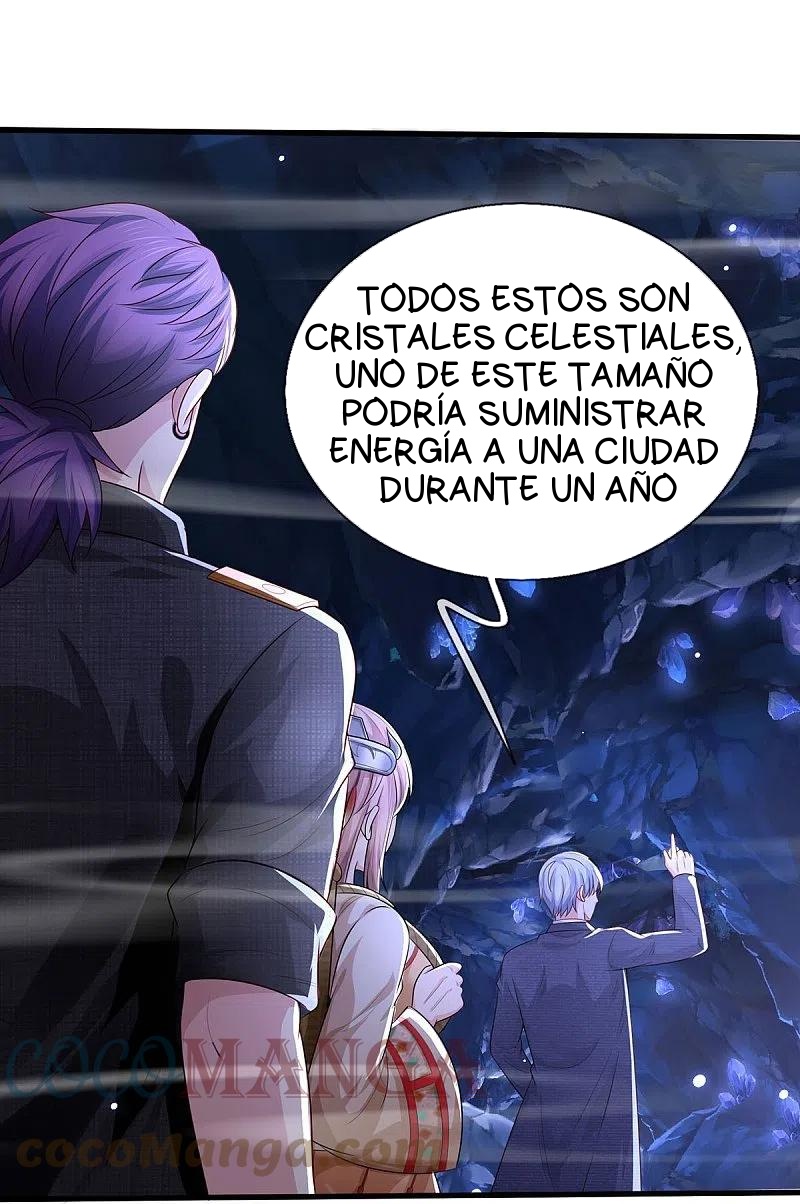 TODOS ESTOS SON
CRISTALES CELESTIALES,
UNO DE ESTE TAMAÑO
PODRÍA SUMINISTRAR
ENERGÍA A UNA CIUDAD
DURANTE UN AÑO
COCOMANGA
cocoManga.com